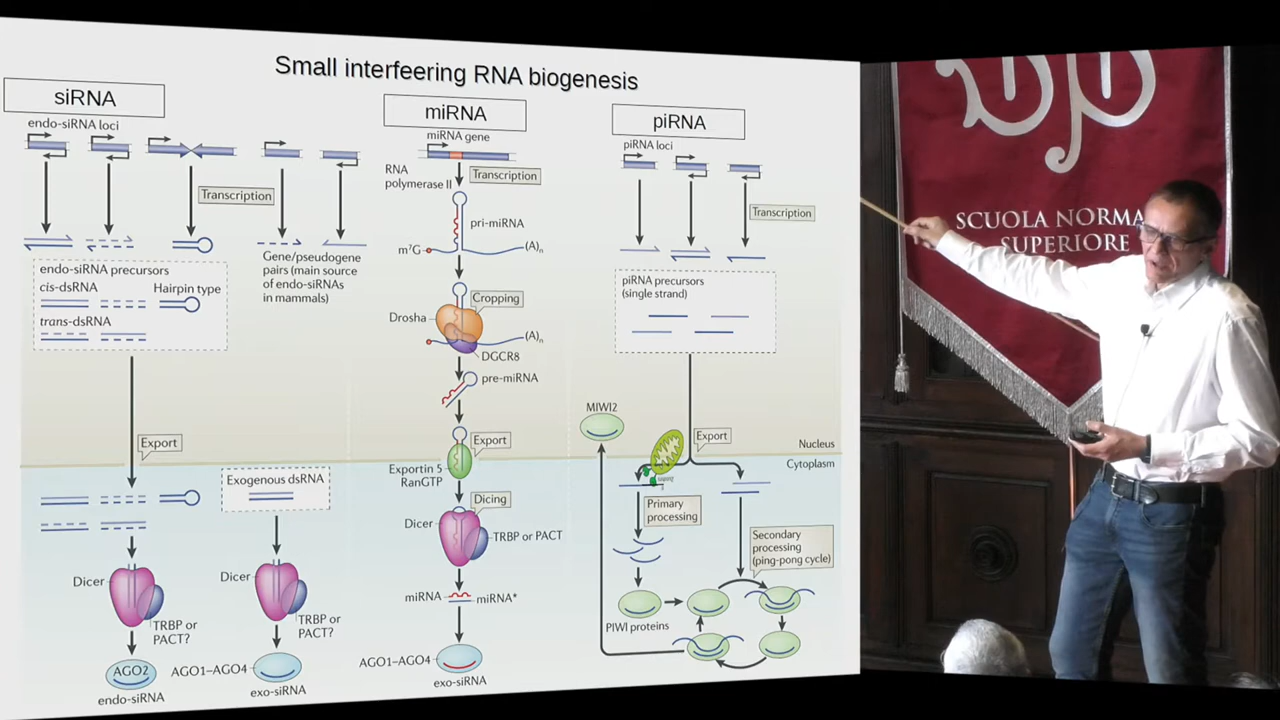 Small interfeering RNA biogenesis
siRNA
endo-siRNA loci
Transcription
Gene/pseudogene
pairs (main source
of endo-siRNAs
in mammals)
endo-siRNA precursors
cis-dsRNA
Hairpin type
trans-dsRNA
Export
Exogenous dsRNA
Dicer
TRBP or
PACT?
AGO2
endo-siRNA
Dicer
TRBP or
PACT?
AGO1–AGO4
exo-siRNA
miRNA
miRNA gene
RNA
polymerase II
Transcription
pri-miRNA
m⁷G
(A)n
Cropping
Drosha
(A)n
DGCR8
pre-miRNA
Export
Exportin 5
RanGTP
Dicing
Dicer
TRBP or PACT
miRNA
miRNA*
AGO1–AGO4
exo-siRNA
piRNA
piRNA loci
Transcription
piRNA precursors
(single strand)
MIWI2
Export
Nucleus
Cytoplasm
Primary
processing
Secondary
processing
(ping-pong cycle)
PIWI proteins
SCUOLA NORMA
SUPERIORE